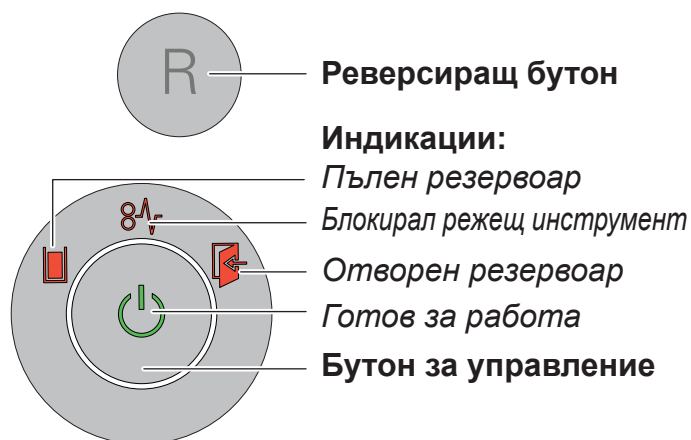 R
Реверсиращ бутон
Индикации:
Пълен резервоар
Блокирал режещ инструмент
Отворен резервоар
Готов за работа
Бутон за управление